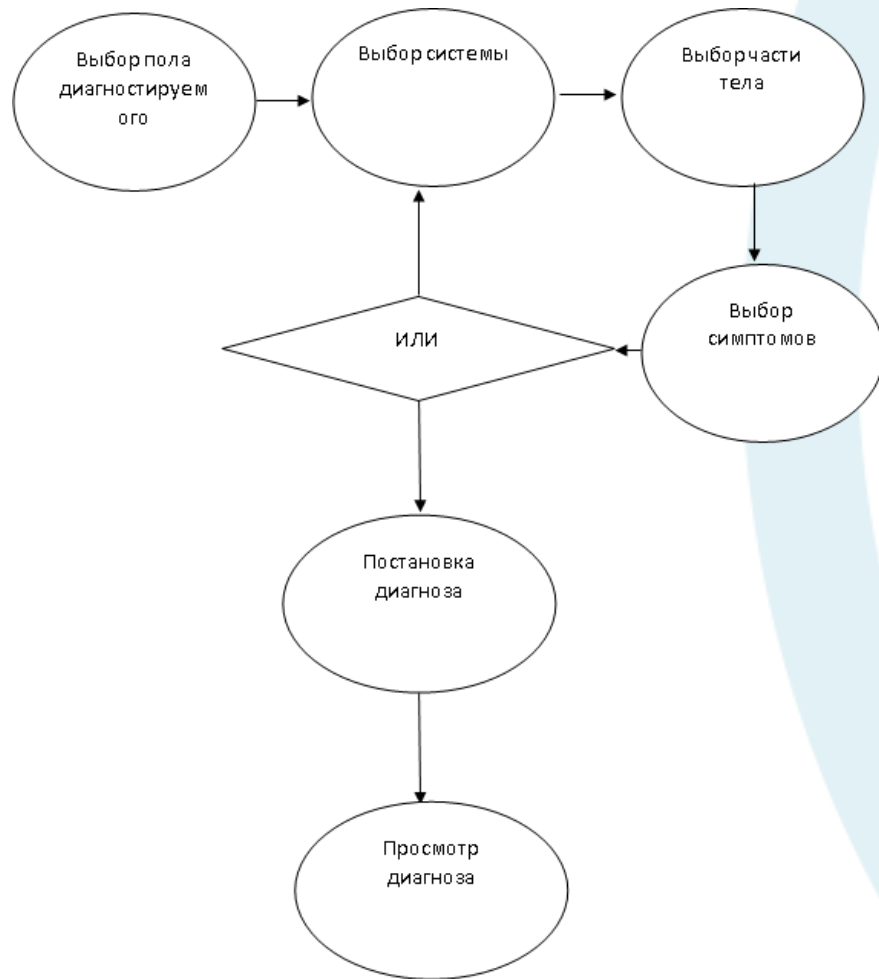 Выбор пола
диагностируем
ого
Выбор системы
Выбор части
тела
Выбор
симптомов
ИЛИ
Постановка
диагноза
Просмотр
диагноза